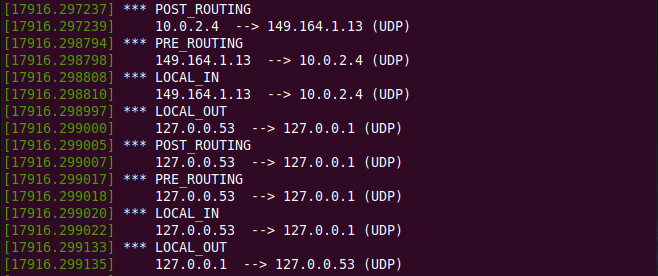 [17916.297237] *** POST_ROUTING
[17916.297239]     10.0.2.4  --> 149.164.1.13 (UDP)
[17916.298794] *** PRE_ROUTING
[17916.298798]     149.164.1.13  --> 10.0.2.4 (UDP)
[17916.298808] *** LOCAL_IN
[17916.298810]     149.164.1.13  --> 10.0.2.4 (UDP)
[17916.298997] *** LOCAL_OUT
[17916.299000]     127.0.0.53  --> 127.0.0.1 (UDP)
[17916.299005] *** POST_ROUTING
[17916.299007]     127.0.0.53  --> 127.0.0.1 (UDP)
[17916.299017] *** PRE_ROUTING
[17916.299018]     127.0.0.53  --> 127.0.0.1 (UDP)
[17916.299020] *** LOCAL_IN
[17916.299022]     127.0.0.53  --> 127.0.0.1 (UDP)
[17916.299133] *** LOCAL_OUT
[17916.299135]     127.0.0.1  --> 127.0.0.53 (UDP)